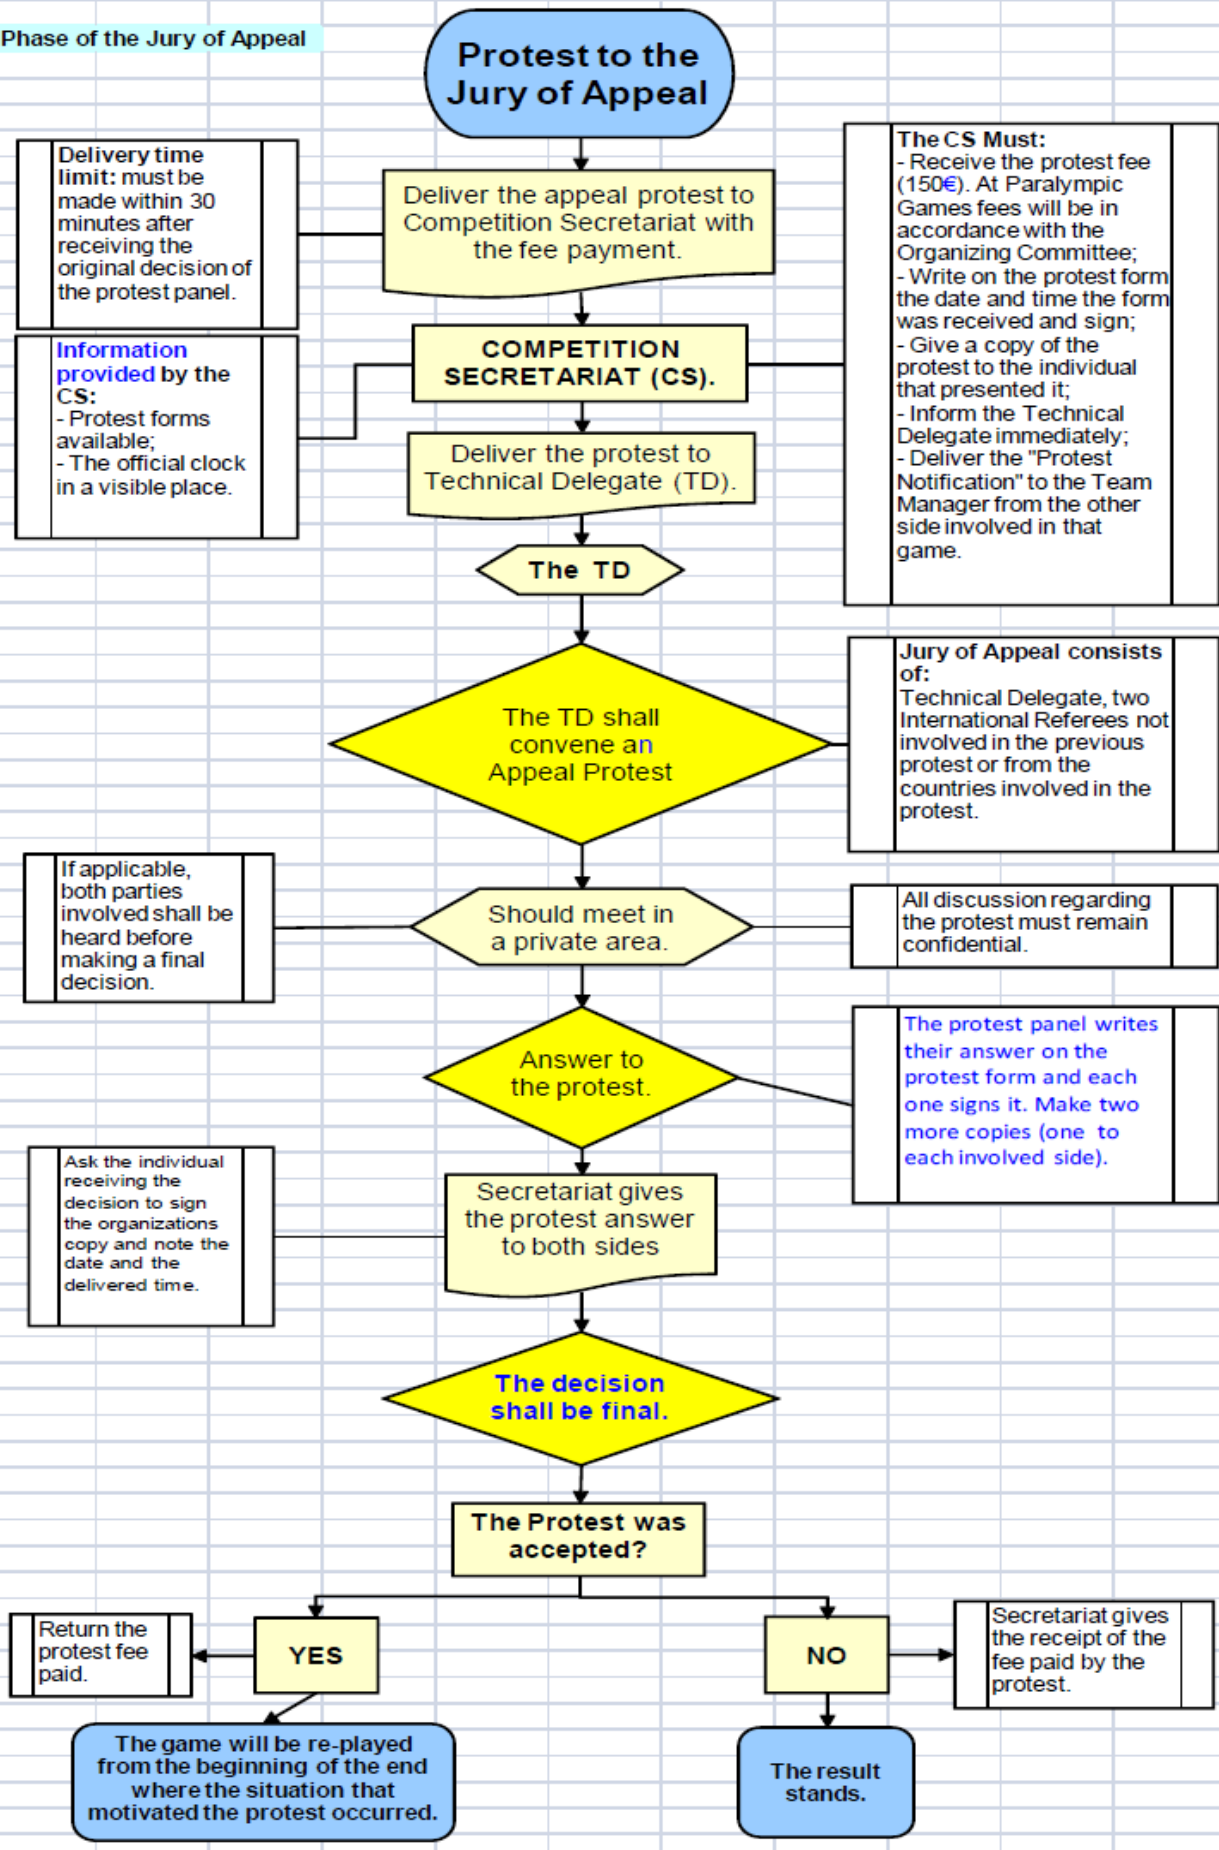 Phase of the Jury of Appeal
Protest to the
Jury of Appeal
Delivery time
limit: must be
made within 30
minutes after
receiving the
original decision of
the protest panel.
Deliver the appeal protest to
Competition Secretariat with
the fee payment.
The CS Must:
- Receive the protest fee
(150€). At Paralympic
Games fees will be in
accordance with the
Organizing Committee;
- Write on the protest form
the date and time the form
was received and sign;
- Give a copy of the
protest to the individual
that presented it;
- Inform the Technical
Delegate immediately;
- Deliver the "Protest
Notification" to the Team
Manager from the other
side involved in that
game.
Information
provided by the
CS:
- Protest forms
available;
- The official clock
in a visible place.
COMPETITION
SECRETARIAT (CS).
Deliver the protest to
Technical Delegate (TD).
The TD
The TD shall
convene an
Appeal Protest
Jury of Appeal consists
of:
Technical Delegate, two
International Referees not
involved in the previous
protest or from the
countries involved in the
protest.
If applicable,
both parties
involved shall be
heard before
making a final
decision.
Should meet in
a private area.
All discussion regarding
the protest must remain
confidential.
Answer to
the protest.
The protest panel writes
their answer on the
protest form and each
one signs it. Make two
more copies (one to
each involved side).
Ask the individual
receiving the
decision to sign
the organizations
copy and note the
date and the
delivered time.
Secretariat gives
the protest answer
to both sides
The decision
shall be final.
The Protest was
accepted?
Return the
protest fee
paid.
YES
NO
Secretariat gives
the receipt of the
fee paid by the
protest.
The game will be re-played
from the beginning of the end
where the situation that
motivated the protest occurred.
The result
stands.